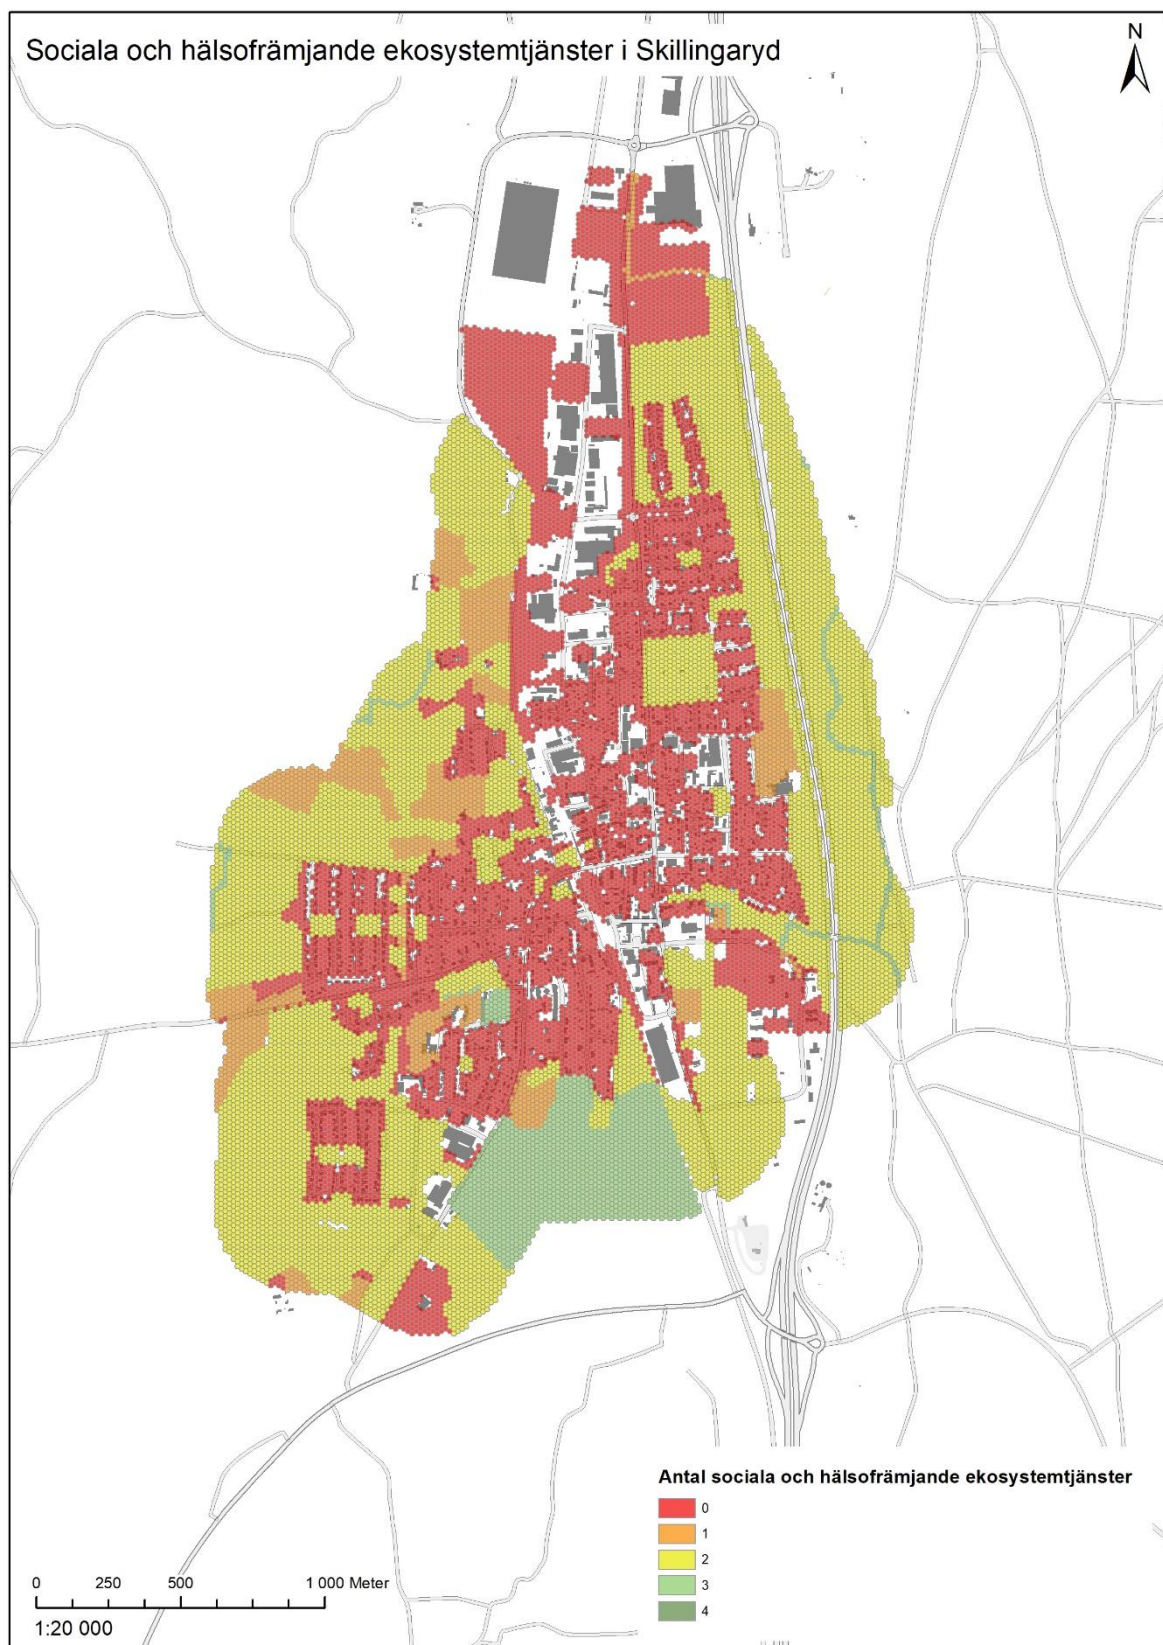 Sociala och hälsofrämjande ekosystemtjänster i Skillingaryd
N
Antal sociala och hälsofrämjande ekosystemtjänster
0
1
2
3
4
0 250 500 1 000 Meter
1:20 000